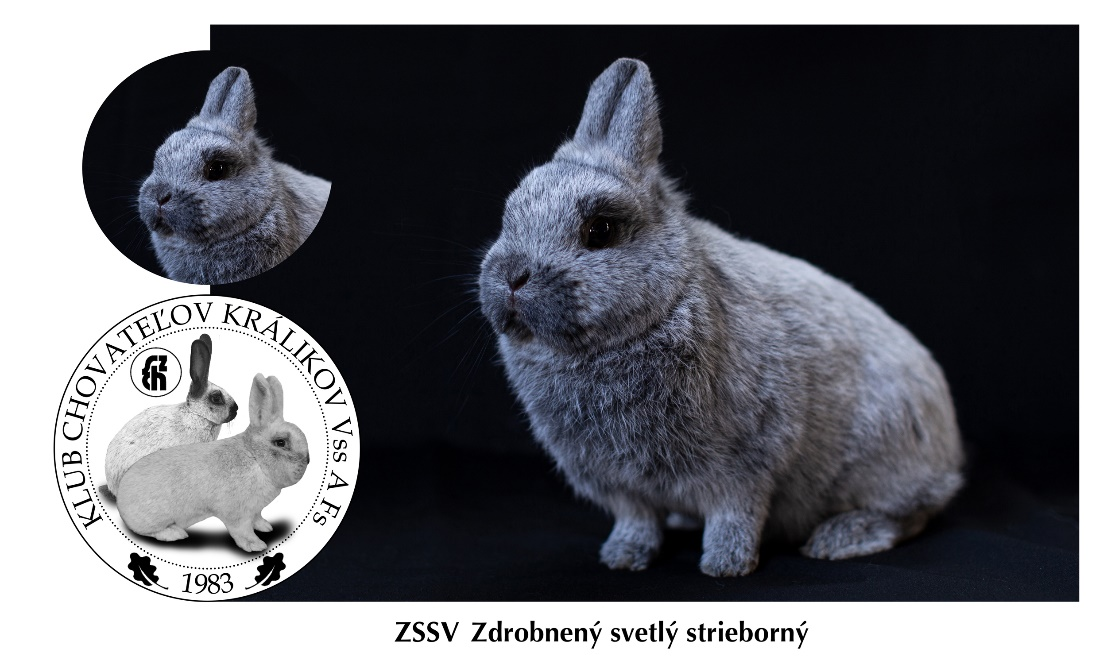 KLUB CHOVATEĽOV KRÁLIKOV Vss A Fs
1983
ZSSV Zdrobnený svetlý strieborný